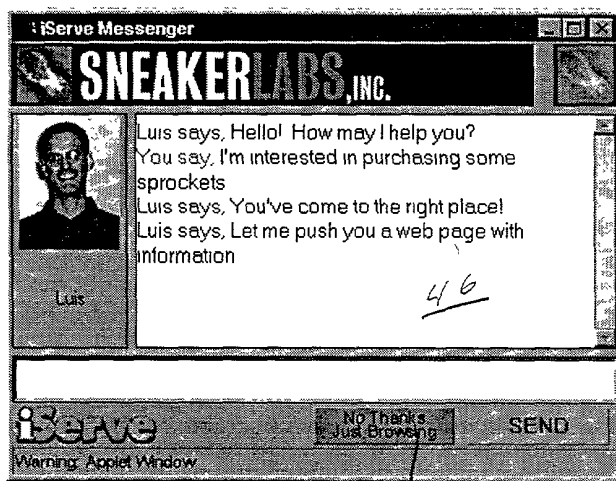 iServe Messenger
SNEAKERLABS, INC.
Luis says, Hello! How may I help you?
You say, I'm interested in purchasing some
sprockets
Luis says, You've come to the right place!
Luis says, Let me push you a web page with
information
46
Luis
iServe
No Thanks
Just Browsing
SEND
Warning: Applet Window